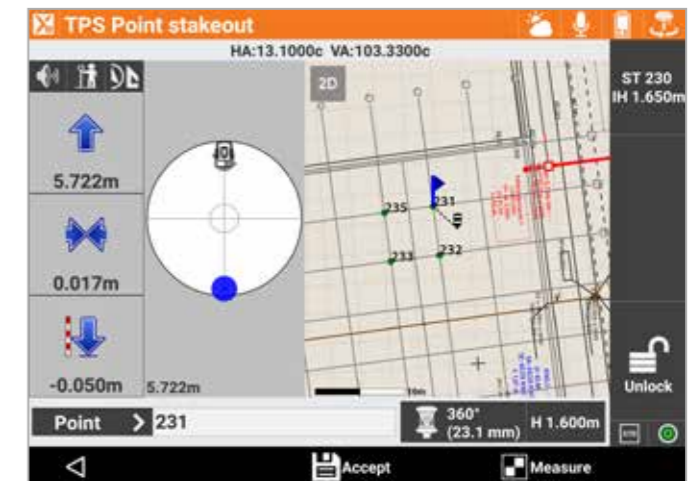 TPS Point stakeout
HA:13.1000c VA:103.3300c
ST 230
IH 1.650m
2D
5.722m
235
231
232
233
0.017m
-0.050m
5.722m
10m
Unlock
Point
231
360°
(23.1 mm)
H 1.600m
Accept
Measure